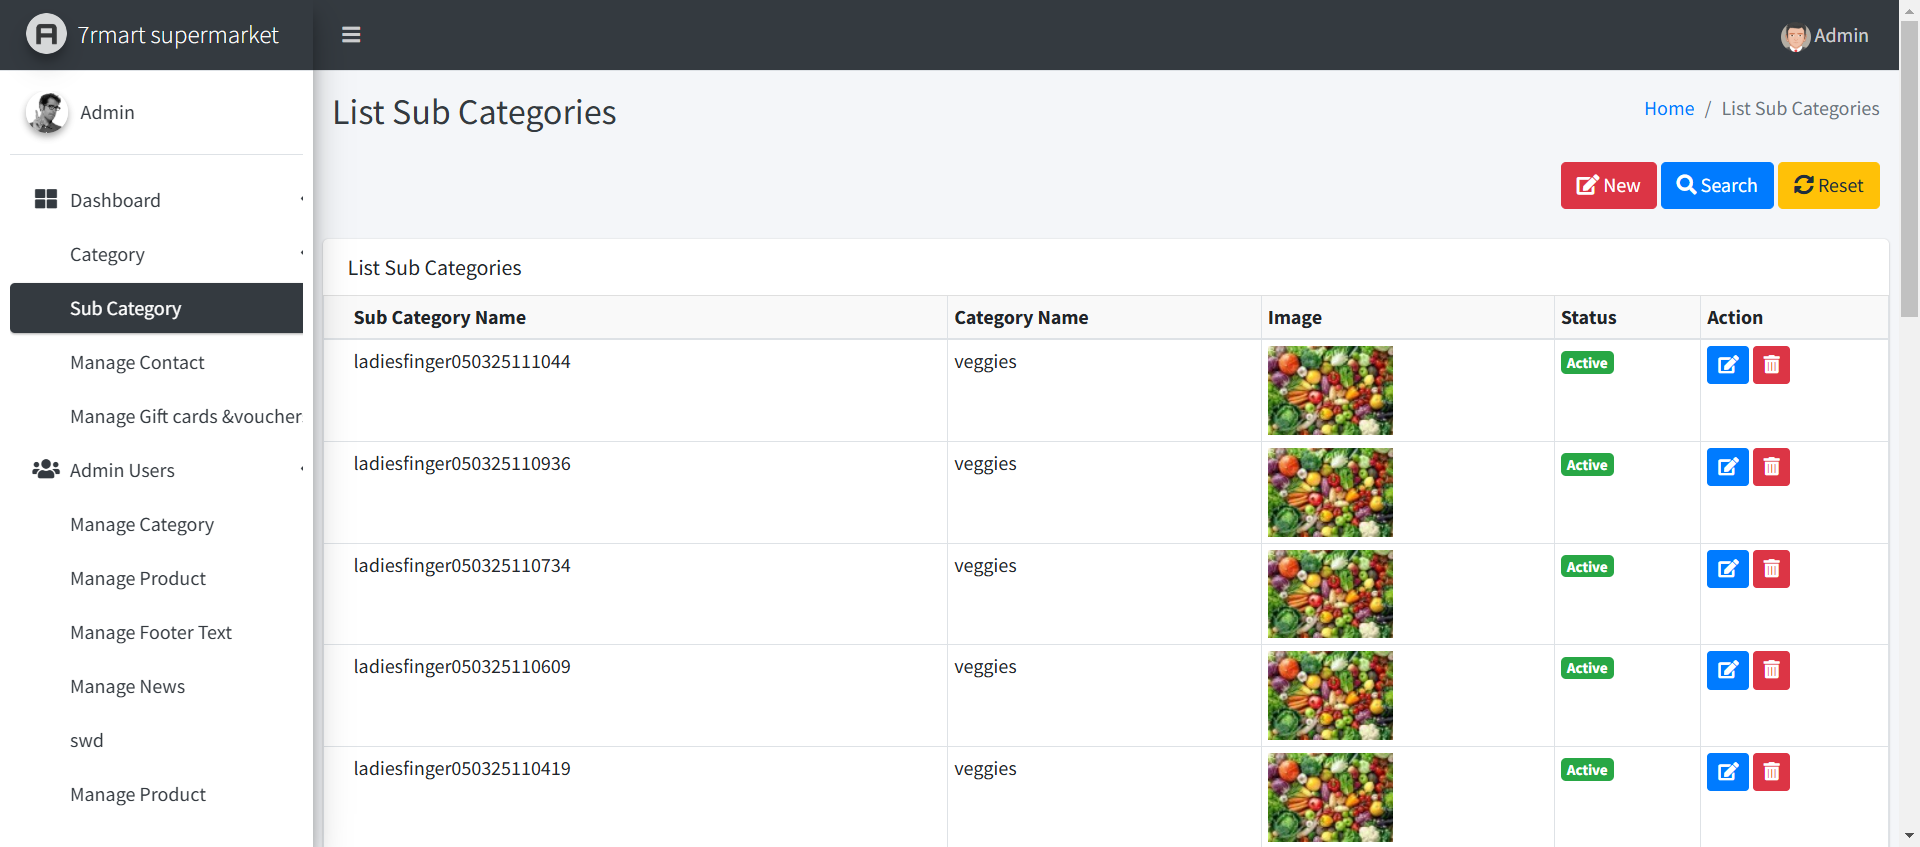 7rmart supermarket
Admin
Admin
List Sub Categories
Home / List Sub Categories
New
Search
Reset
Dashboard
Category
Sub Category
Manage Contact
Manage Gift cards &voucher
Admin Users
Manage Category
Manage Product
Manage Footer Text
Manage News
swd
Manage Product
List Sub Categories
Sub Category Name Category Name Image Status Action
ladiesfinger050325111044 veggies Active
ladiesfinger050325110936 veggies Active
ladiesfinger050325110734 veggies Active
ladiesfinger050325110609 veggies Active
ladiesfinger050325110419 veggies Active